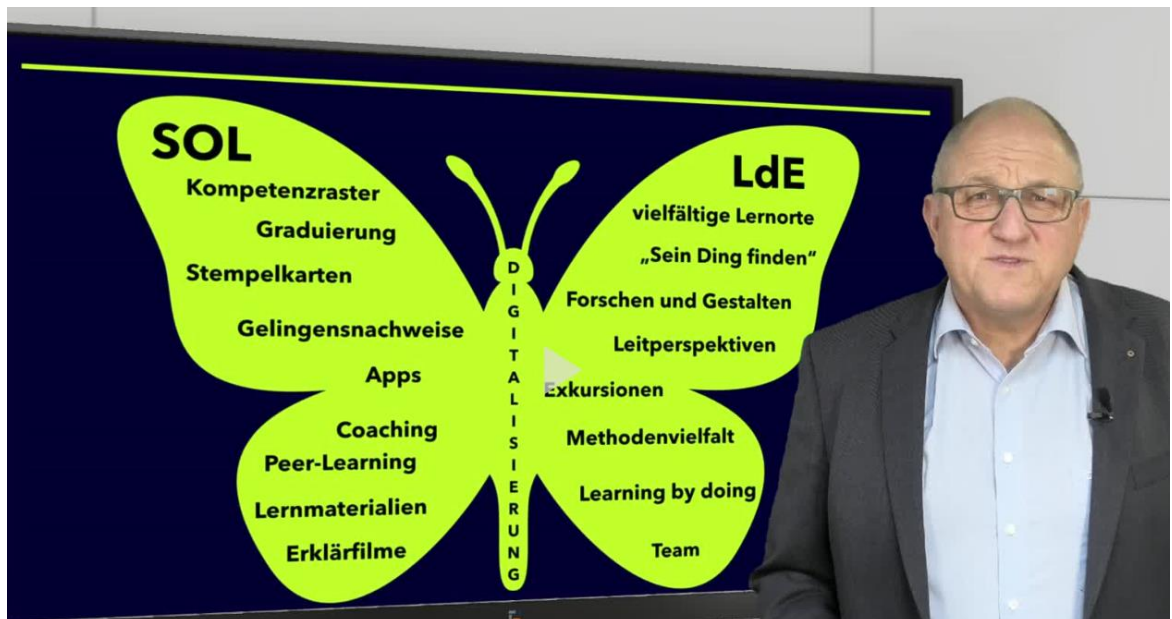 SOL
Kompetenzraster
Graduierung
Stempelkarten
Gelingensnachweise
Apps
Coaching
Peer-Learning
Lernmaterialien
Erklärfilme
DIGITALISIERUNG
LdE
vielfältige Lernorte
„Sein Ding finden“
Forschen und Gestalten
Leitperspektiven
Exkursionen
Methodenvielfalt
Learning by doing
Team